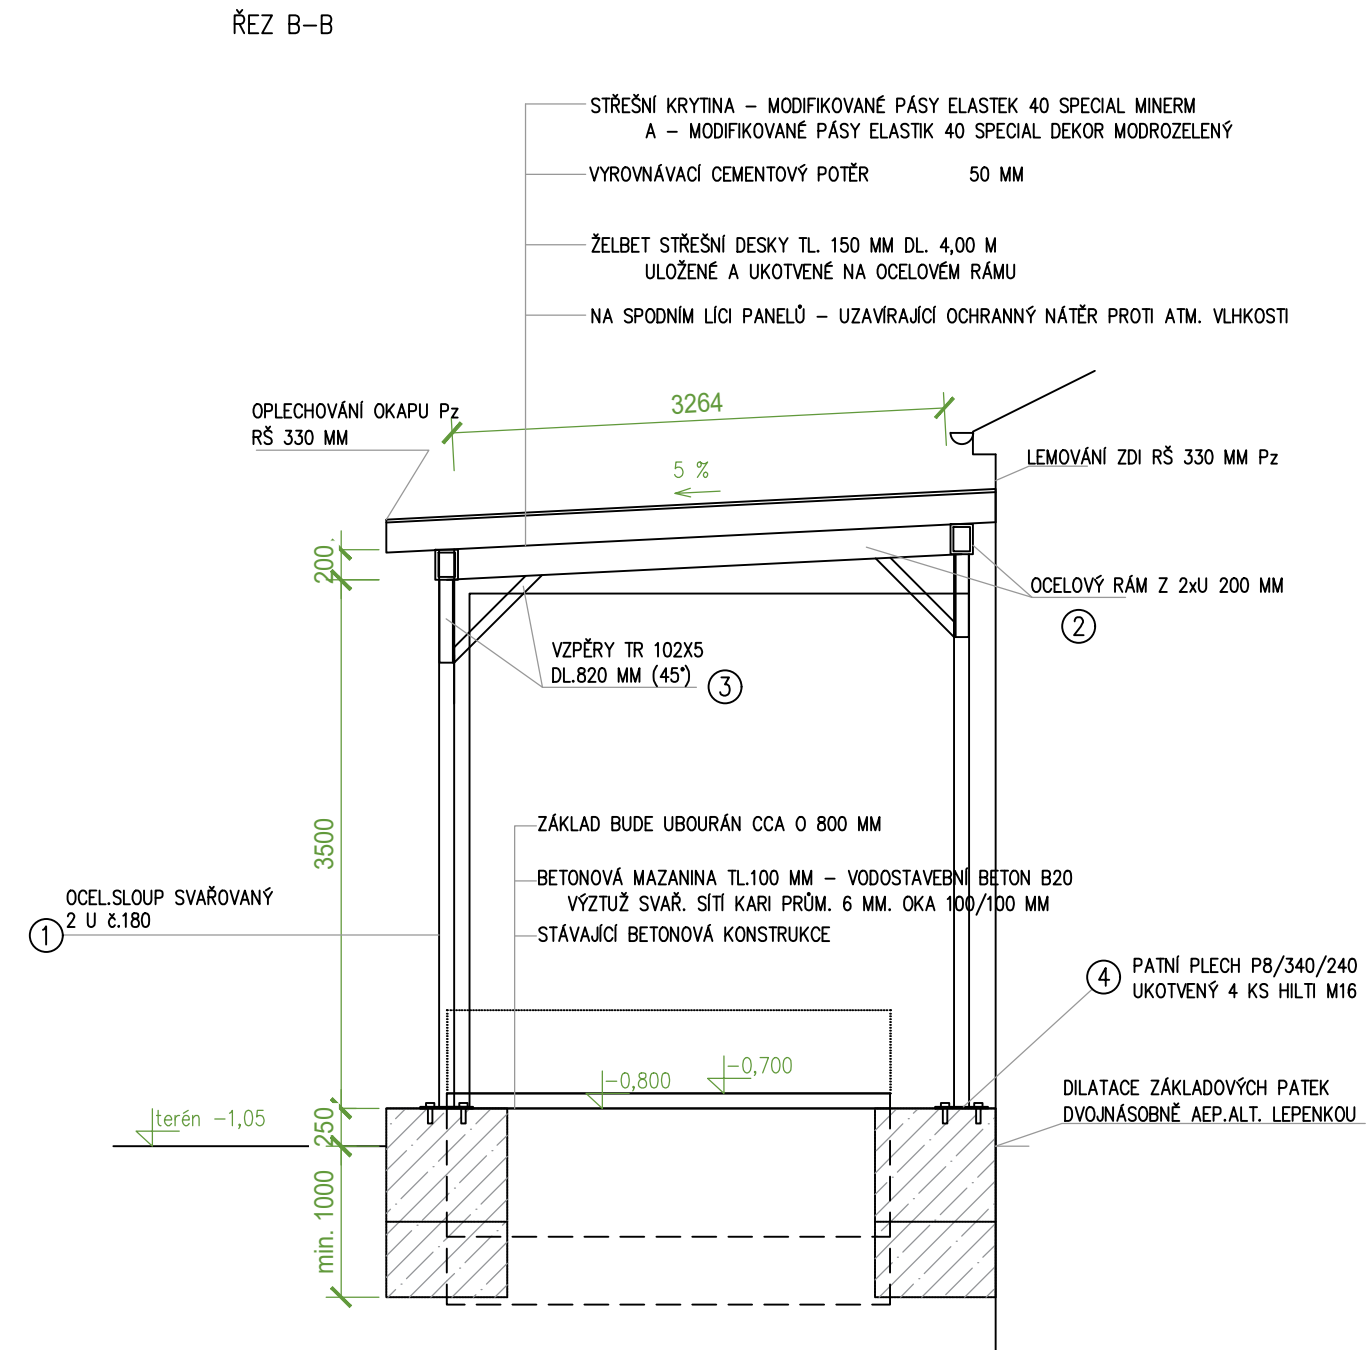 ŘEZ B-B
STŘEŠNÍ KRYTINA - MODIFIKOVANÉ PÁSY ELASTEK 40 SPECIAL MINERM
A - MODIFIKOVANÉ PÁSY ELASTIK 40 SPECIAL DEKOR MODROZELENÝ
VYROVNÁVACÍ CEMENTOVÝ POTĚR 50 MM
ŽELBET STŘEŠNÍ DESKY TL. 150 MM DL. 4,00 M
ULOŽENÉ A UKOTVENÉ NA OCELOVÉM RÁMU
NA SPODNÍM LÍCI PANELŮ - UZAVÍRAJÍCÍ OCHRANNÝ NÁTĚR PROTI ATM. VLHKOSTI
OPLECHOVÁNÍ OKAPU Pz
RŠ 330 MM
3264
5 %
LEMOVÁNÍ ZDI RŠ 330 MM Pz
200
OCELOVÝ RÁM Z 2xU 200 MM
2
VZPĚRY TR 102X5
DL.820 MM (45°)
3
3500
ZÁKLAD BUDE UBOURÁN CCA O 800 MM
BETONOVÁ MAZANINA TL.100 MM - VODOSTAVEBNÍ BETON B20
VÝZTUŽ SVAŘ. SÍTÍ KARI PRŮM. 6 MM. OKA 100/100 MM
STÁVAJÍCÍ BETONOVÁ KONSTRUKCE
OCEL.SLOUP SVAŘOVANÝ
2 U č.180
1
4
PATNÍ PLECH P8/340/240
UKOTVENÝ 4 KS HILTI M16
-0,700
-0,800
DILATACE ZÁKLADOVÝCH PATEK
DVOJNÁSOBNĚ AEP.ALT. LEPENKOU
terén -1,05
250
min. 1000